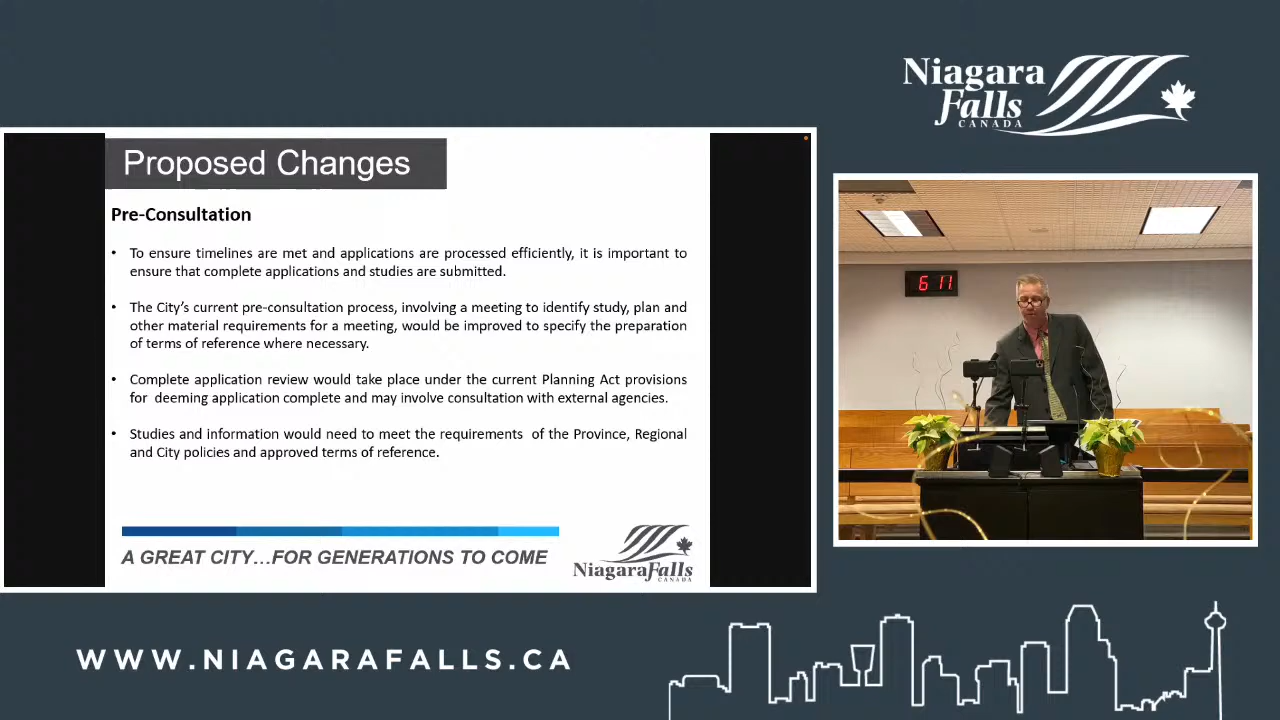 Proposed Changes
Pre-Consultation
• To ensure timelines are met and applications are processed efficiently, it is important to
ensure that complete applications and studies are submitted.
• The City's current pre-consultation process, involving a meeting to identify study, plan and
other material requirements for a meeting, would be improved to specify the preparation
of terms of reference where necessary.
• Complete application review would take place under the current Planning Act provisions
for deeming application complete and may involve consultation with external agencies.
• Studies and information would need to meet the requirements of the Province, Regional
and City policies and approved terms of reference.
A GREAT CITY...FOR GENERATIONS TO COME
NiagaraFalls
CANADA
Niagara
Falls
CANADA
6 11
WWW.NIAGARAFALLS.CA